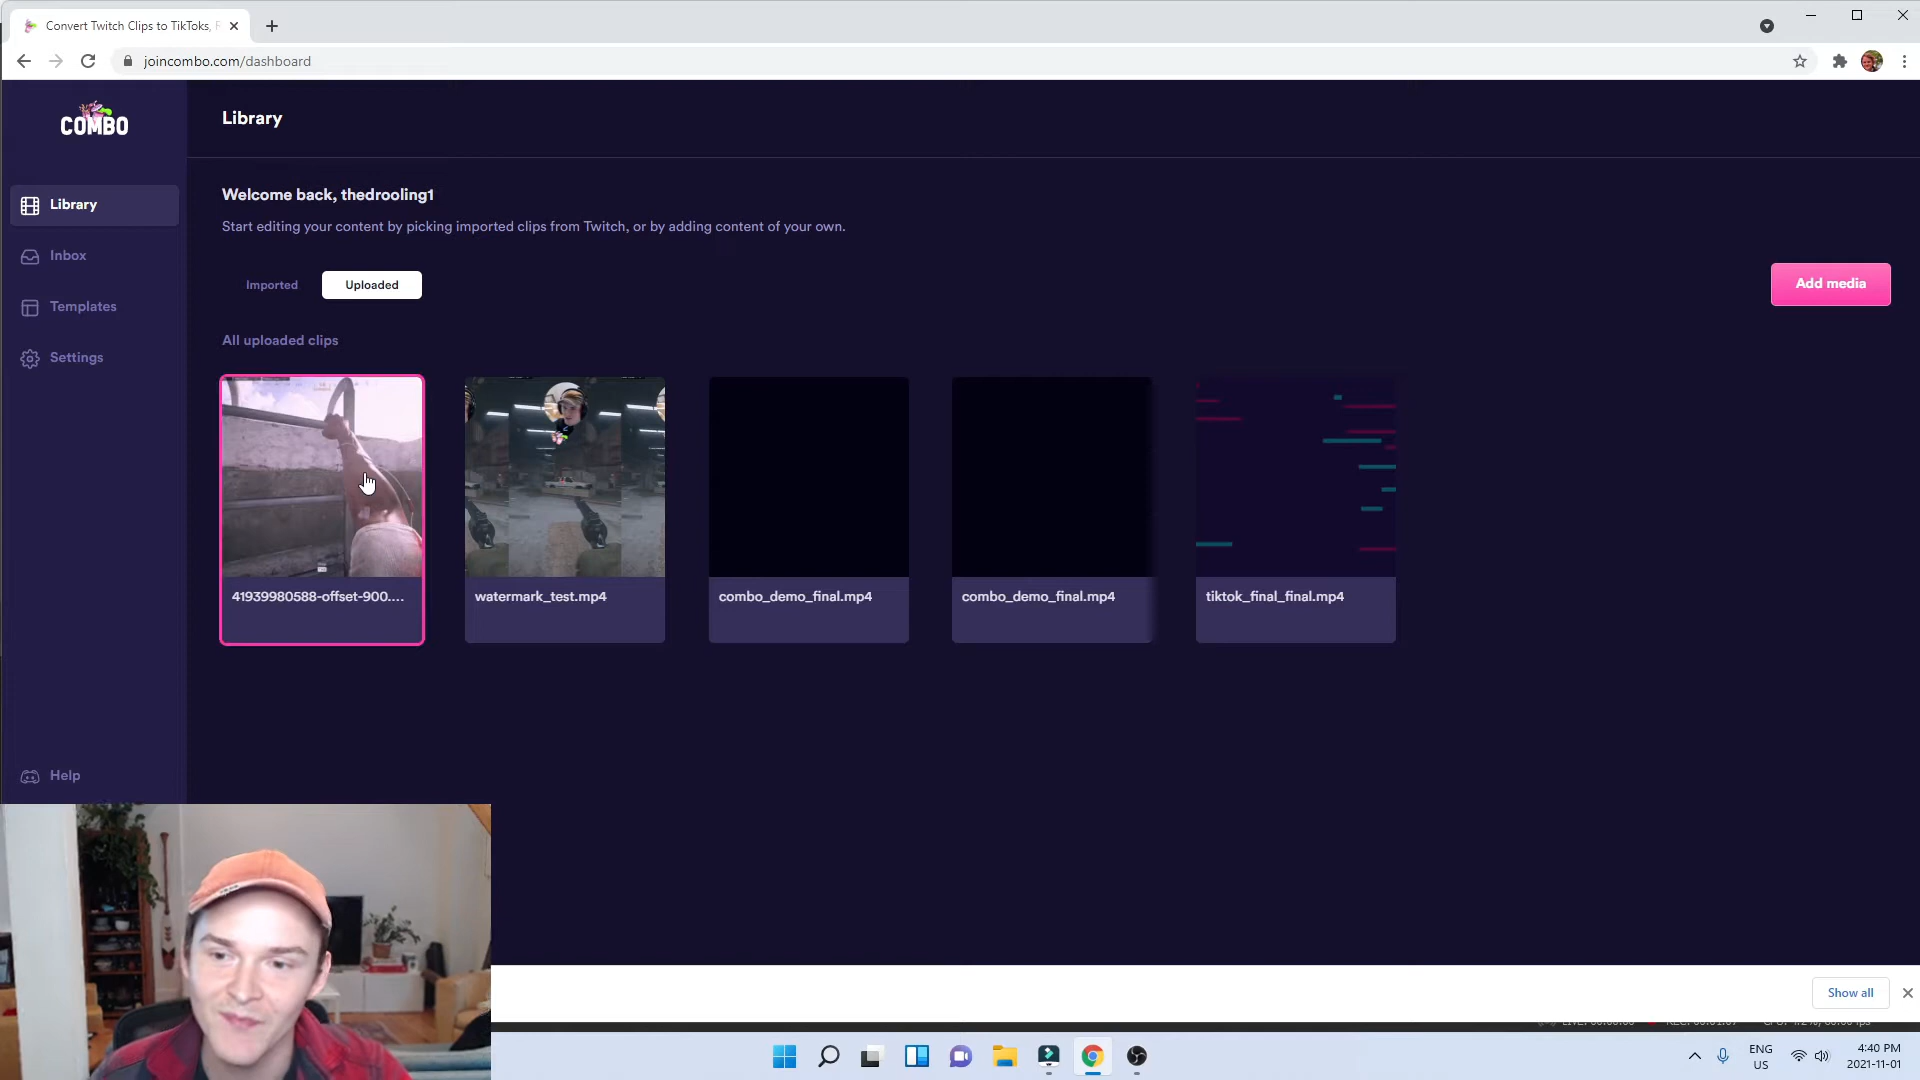 Convert Twitch Clips to TikToks,
joincombo.com/dashboard
COMBO
Library
Library
Inbox
Templates
Settings
Help
Welcome back, thedrooling1
Start editing your content by picking imported clips from Twitch, or by adding content of your own.
Imported
Uploaded
Add media
All uploaded clips
41939980588-offset-900....
watermark_test.mp4
combo_demo_final.mp4
combo_demo_final.mp4
tiktok_final_final.mp4
Show all
ENG
US
4:40 PM
2021-11-01